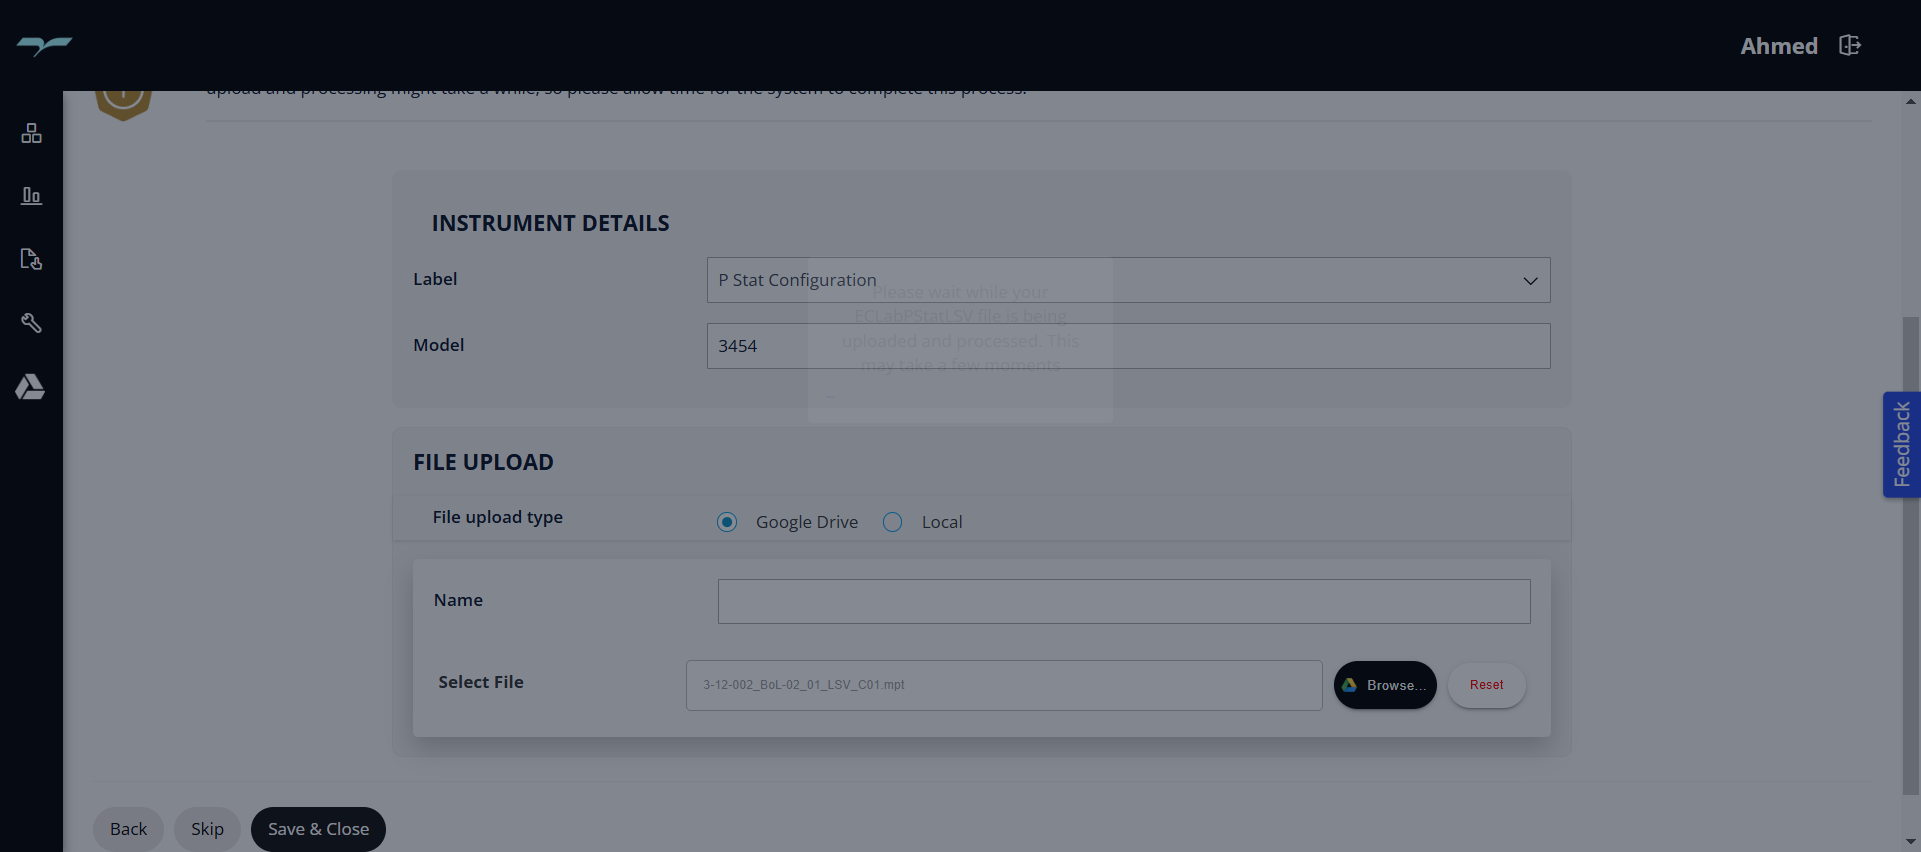 Ahmed
upload and processing might take a while, so please allow time for the system to complete this process.
INSTRUMENT DETAILS
Label
P Stat Configuration
Please wait while your
ECLabPStatLSV file is being
uploaded and processed. This
may take a few moments
Model
3454
FILE UPLOAD
File upload type
Google Drive
Local
Name
Select File
3-12-002_BoL-02_01_LSV_C01.mpt
Browse...
Reset
Back
Skip
Save & Close
Feedback